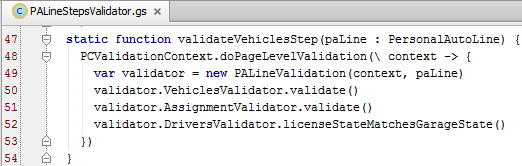 PALineStepsValidator.gs
47 static function validateVehiclesStep(paLine : PersonalAutoLine) {
48 PCValidationContext.doPageLevelValidation(\ context -> {
49 var validator = new PALineValidation(context, paLine)
50 validator.VehiclesValidator.validate()
51 validator.AssignmentValidator.validate()
52 validator.DriversValidator.licenseStateMatchesGarageState()
53 })
54 }